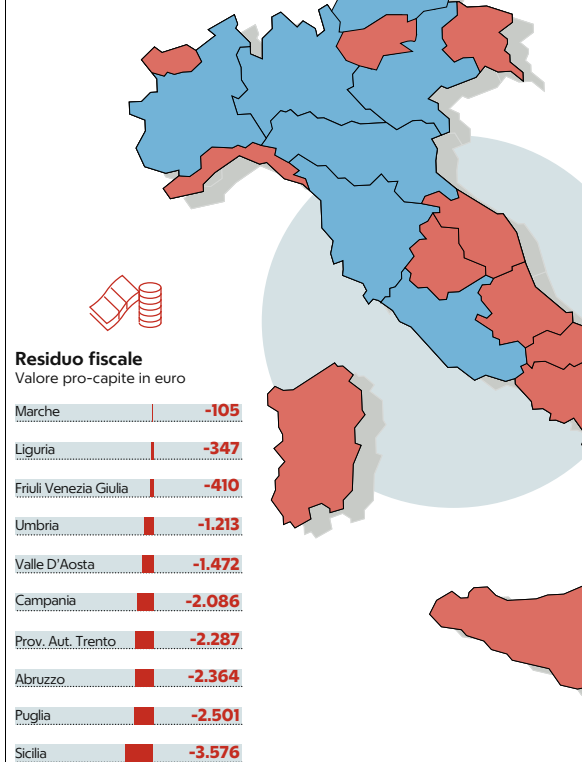 Residuo fiscale
Valore pro-capite in euro
Marche -105
Liguria -347
Friuli Venezia Giulia -410
Umbria -1.213
Valle D'Aosta -1.472
Campania -2.086
Prov. Aut. Trento -2.287
Abruzzo -2.364
Puglia -2.501
Sicilia -3.576